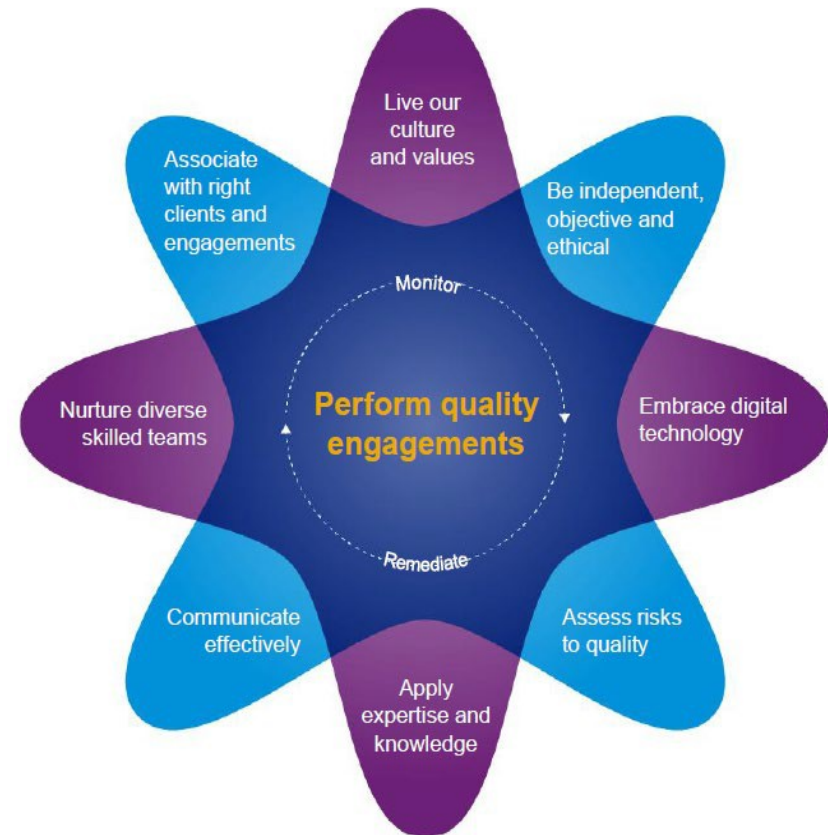 Live our
culture
and values
Associate
with right
clients and
engagements
Be independent,
objective and
ethical
Monitor
Perform quality
engagements
Nurture diverse
skilled teams
Embrace digital
technology
Remediate
Communicate
effectively
Assess risks
to quality
Apply
expertise and
knowledge